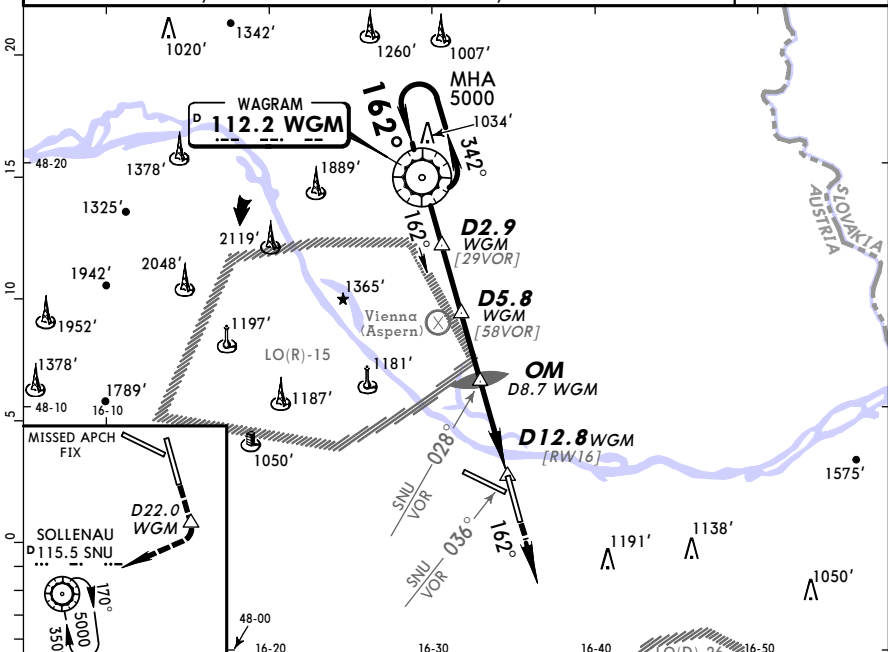 20
1020’
1342’
1260’
1007’
MHA
5000
162°
WAGRAM
D 112.2 WGM
1034’
342°
15
48-20
1378’
1889’
1325’
162°
D2.9
WGM
[29VOR]
2119’
SLOVAKIA
AUSTRIA
1942’
2048’
10
1365’
D5.8
WGM
[58VOR]
Vienna
(Aspern)
1952’
1197’
LO(R)-15
1378’
1181’
OM
D8.7 WGM
1789’
1187’
48-10
16-10
5
MISSED APCH
FIX
1050’
D12.8 WGM
[RW16]
028°
SNU
VOR
1575’
D22.0
WGM
036°
SNU
VOR
162°
0
SOLLENAU
D 115.5 SNU
1191’
1138’
1050’
170°
5000
350
48-00
16-20
16-30
16-40
16-50
LO(D)-26